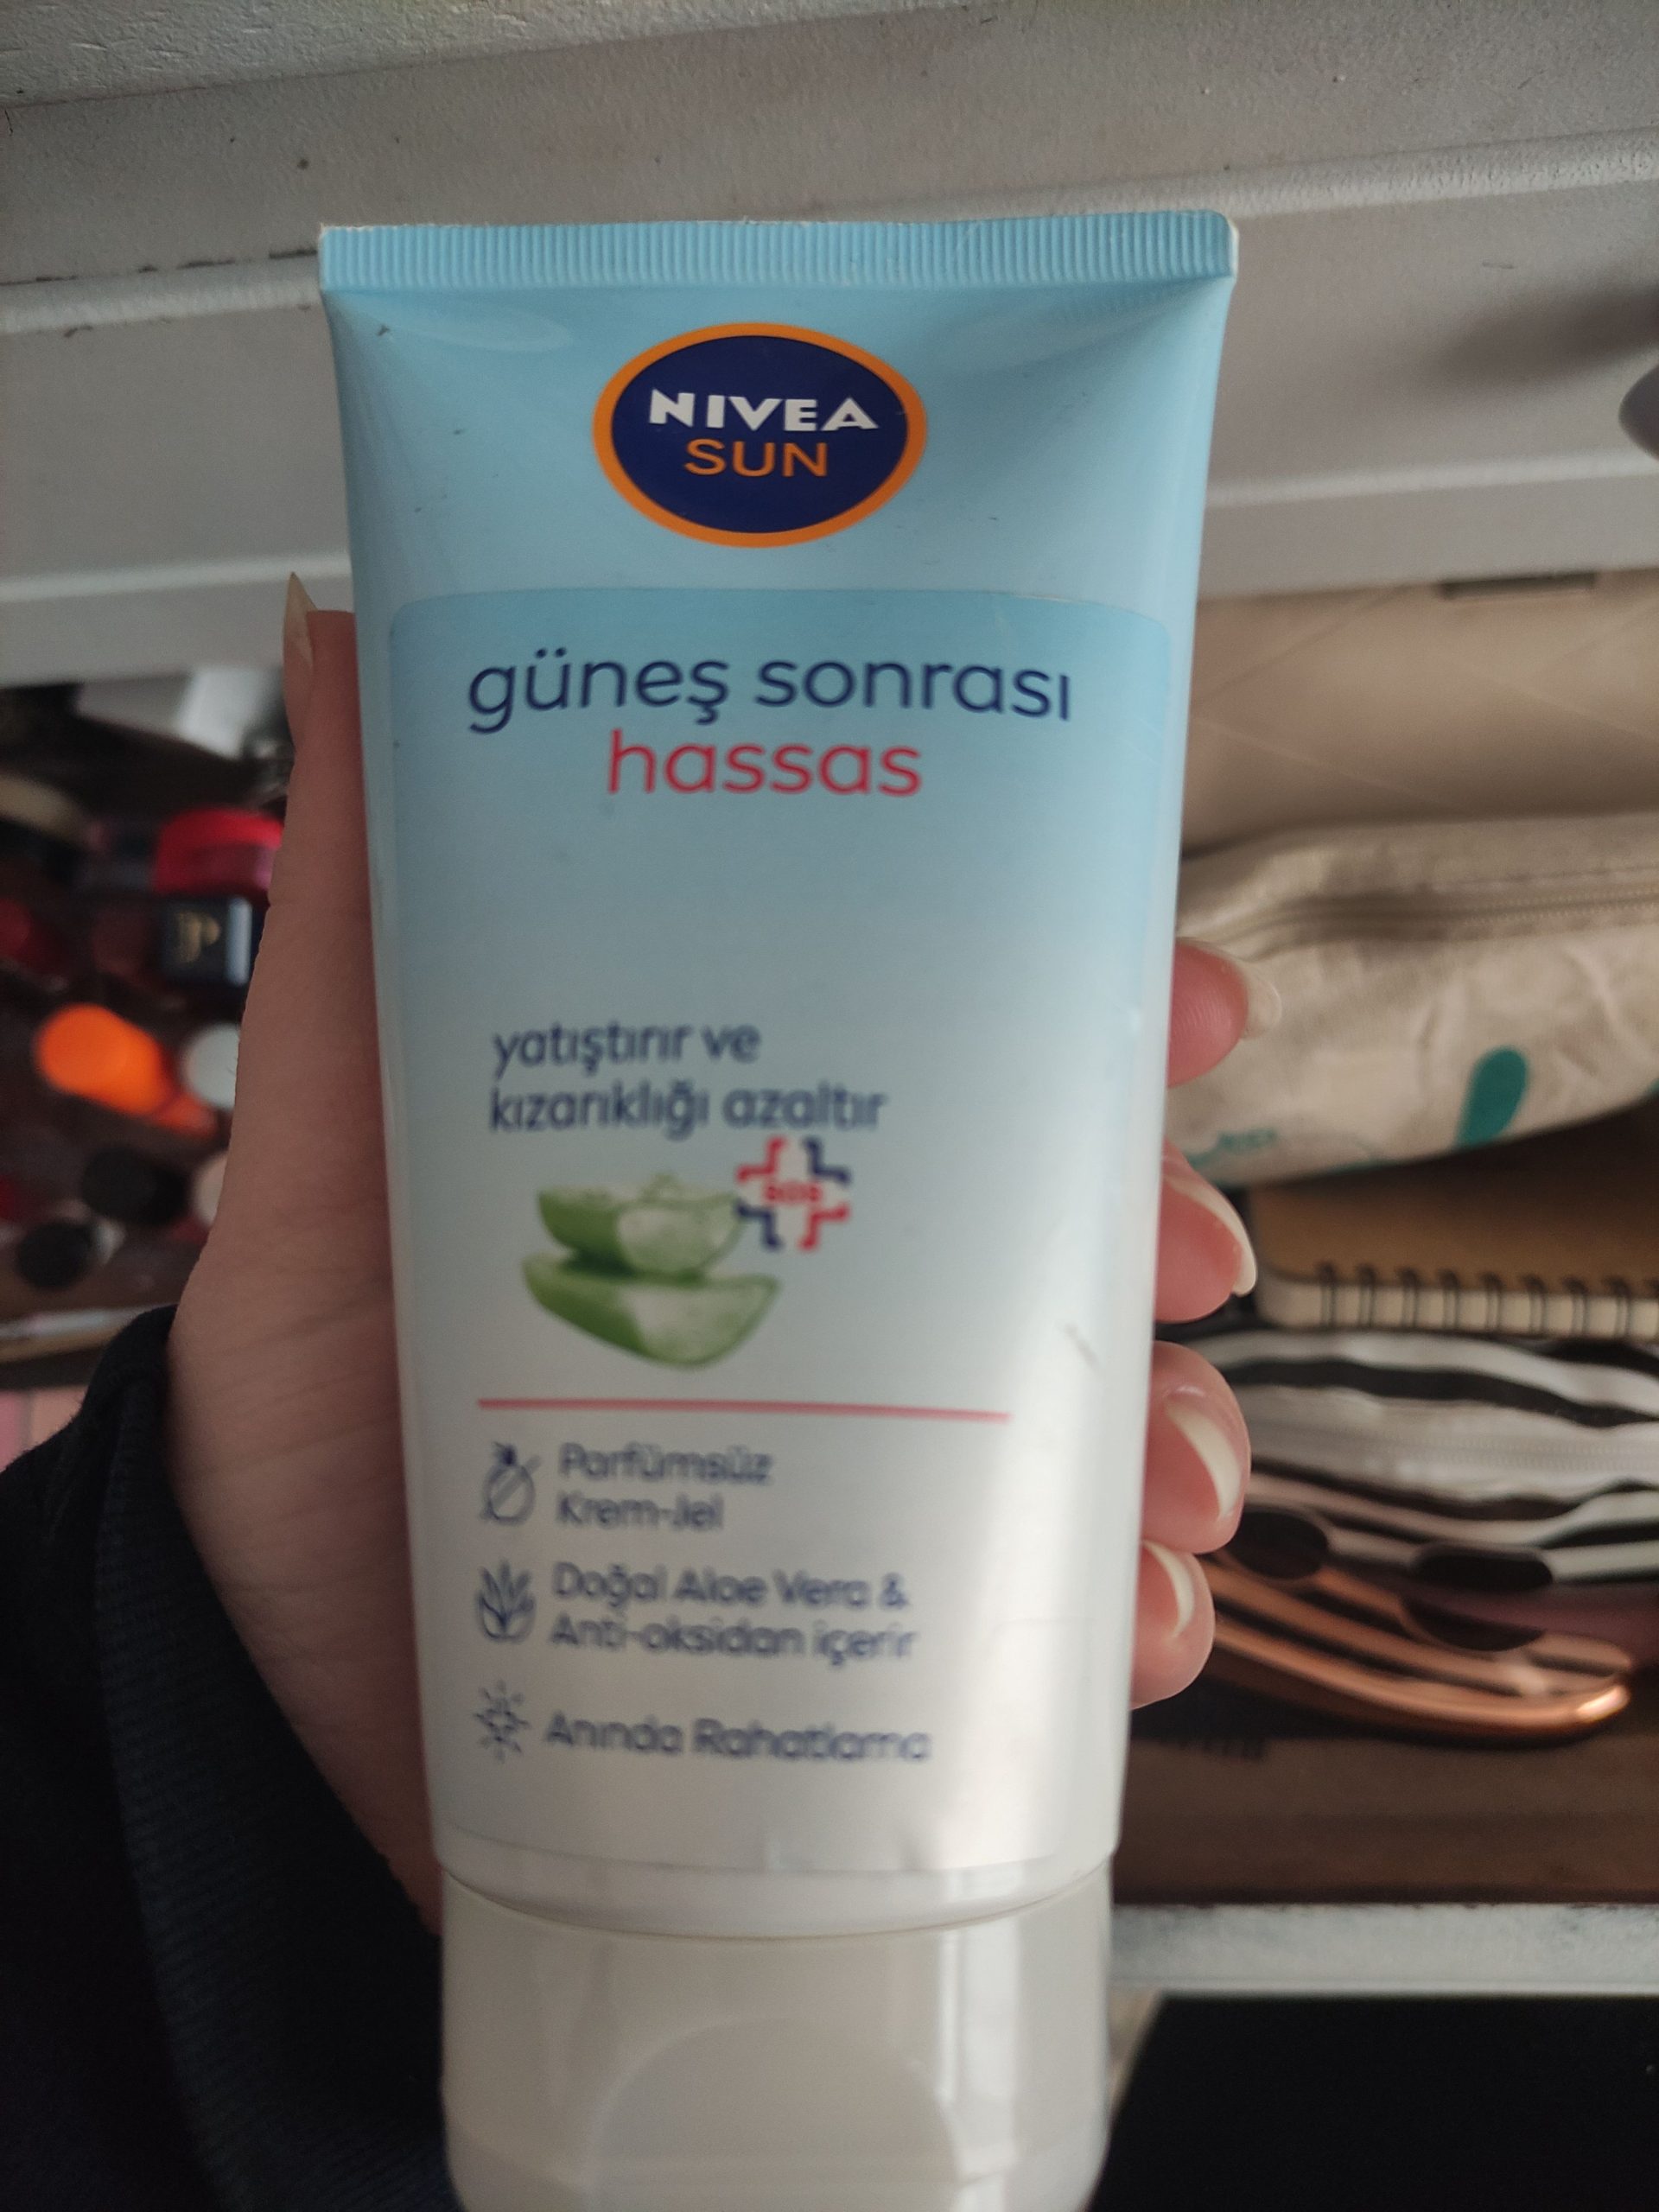 NIVEA
SUN
güneş sonrası
hassas
yatıştırır ve
kızarıklığı azaltır
SOS
Parfümsüz
Krem-Jel
Doğal Aloe Vera &
Anti-oksidan içerir
Anında Rahatlama